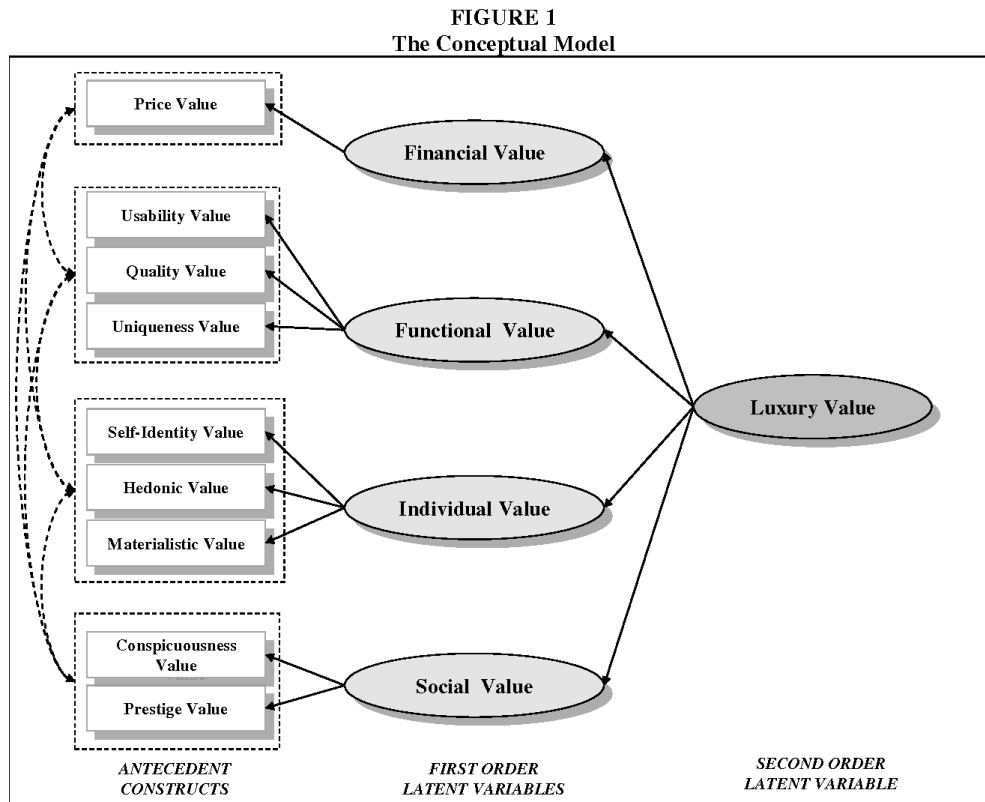 FIGURE 1
The Conceptual Model
Price Value
Financial Value
Usability Value
Quality Value
Uniqueness Value
Functional Value
Luxury Value
Self-Identity Value
Hedonic Value
Materialistic Value
Individual Value
Conspicuousness
Value
Prestige Value
Social Value
ANTECEDENT
CONSTRUCTS
FIRST ORDER
LATENT VARIABLES
SECOND ORDER
LATENT VARIABLE